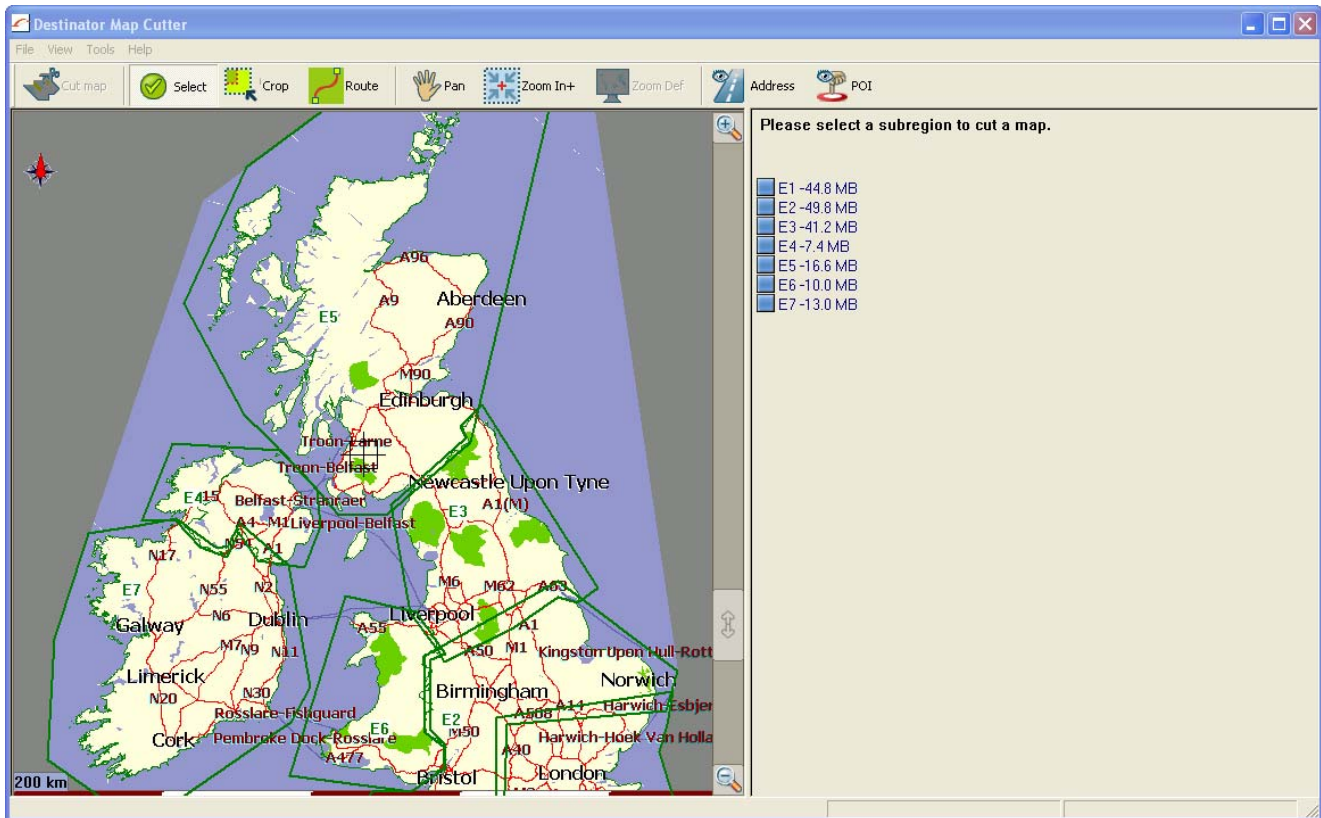 Destinator Map Cutter
File View Tools Help
Cut map Select Crop Route Pan Zoom In+ Zoom Def Address POI
Please select a subregion to cut a map.
E1 -44.8 MB
E2 -49.8 MB
E3 -41.2 MB
E4 -7.4 MB
E5 -16.6 MB
E6 -10.0 MB
E7 -13.0 MB
A96
A9 Aberdeen
E5
A90
M90
Edinburgh
Troon-Larne
Troon-Belfast
Newcastle Upon Tyne
E4 15 Belfast-Stranraer
A1(M)
E3
A4 M1 Liverpool-Belfast
N54 A1
N17
M6 M62 A63
E7 N55 N2
N6 Dublin Liverpool
Galway A55 A1
M7 N9 N11 A50 M1 Kingston Upon Hull-Rott
Limerick Norwich
N20 N30 Birmingham
A508 A14 Harwich-Esbjer
Rosslare-Fishguard E2
Cork Pembroke Dock-Rosslare E6 M50 Harwich-Hoek Van Holla
A477 A40
Bristol London
200 km